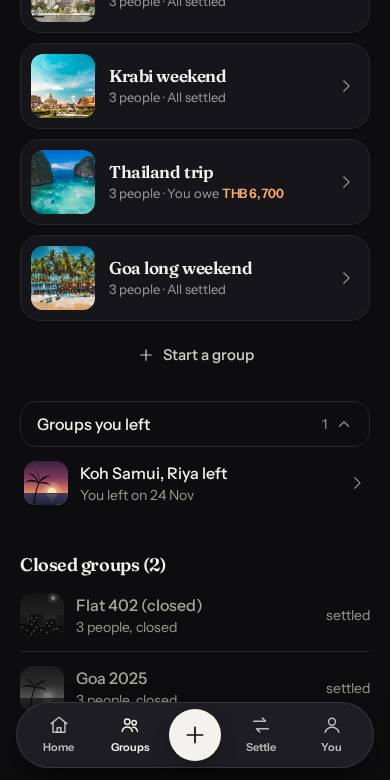 3 people · All settled
Krabi weekend
3 people · All settled
Thailand trip
3 people · You owe THB 6,700
Goa long weekend
3 people · All settled
Start a group
Groups you left 1
Koh Samui, Riya left
You left on 24 Nov
Closed groups (2)
Flat 402 (closed)
3 people, closed
settled
Goa 2025
3 people, closed
settled
Home Groups Settle You